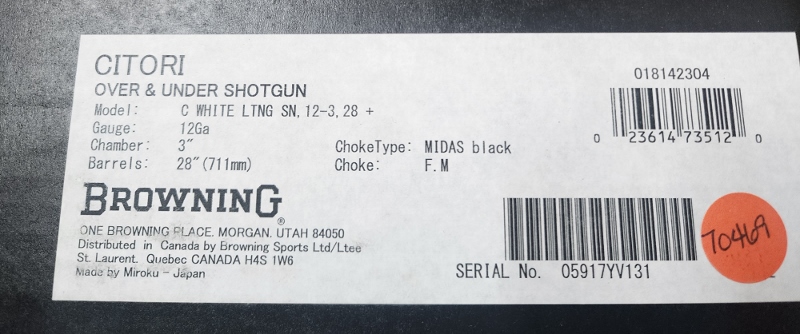 CITORI
OVER & UNDER SHOTGUN
Model: C WHITE LTNG SN, 12-3, 28 +
Gauge: 12Ga
Chamber: 3" ChokeType: MIDAS black
Barrels: 28"(711mm) Choke: F.M
BROWNING®
ONE BROWNING PLACE. MORGAN. UTAH 84050
Distributed in Canada by Browning Sports Ltd/Ltee
St. Laurent. Quebec CANADA H4S 1W6
Made by Miroku - Japan
018142304
0 23614 73512 0
70469
SERIAL No. 05917YV131